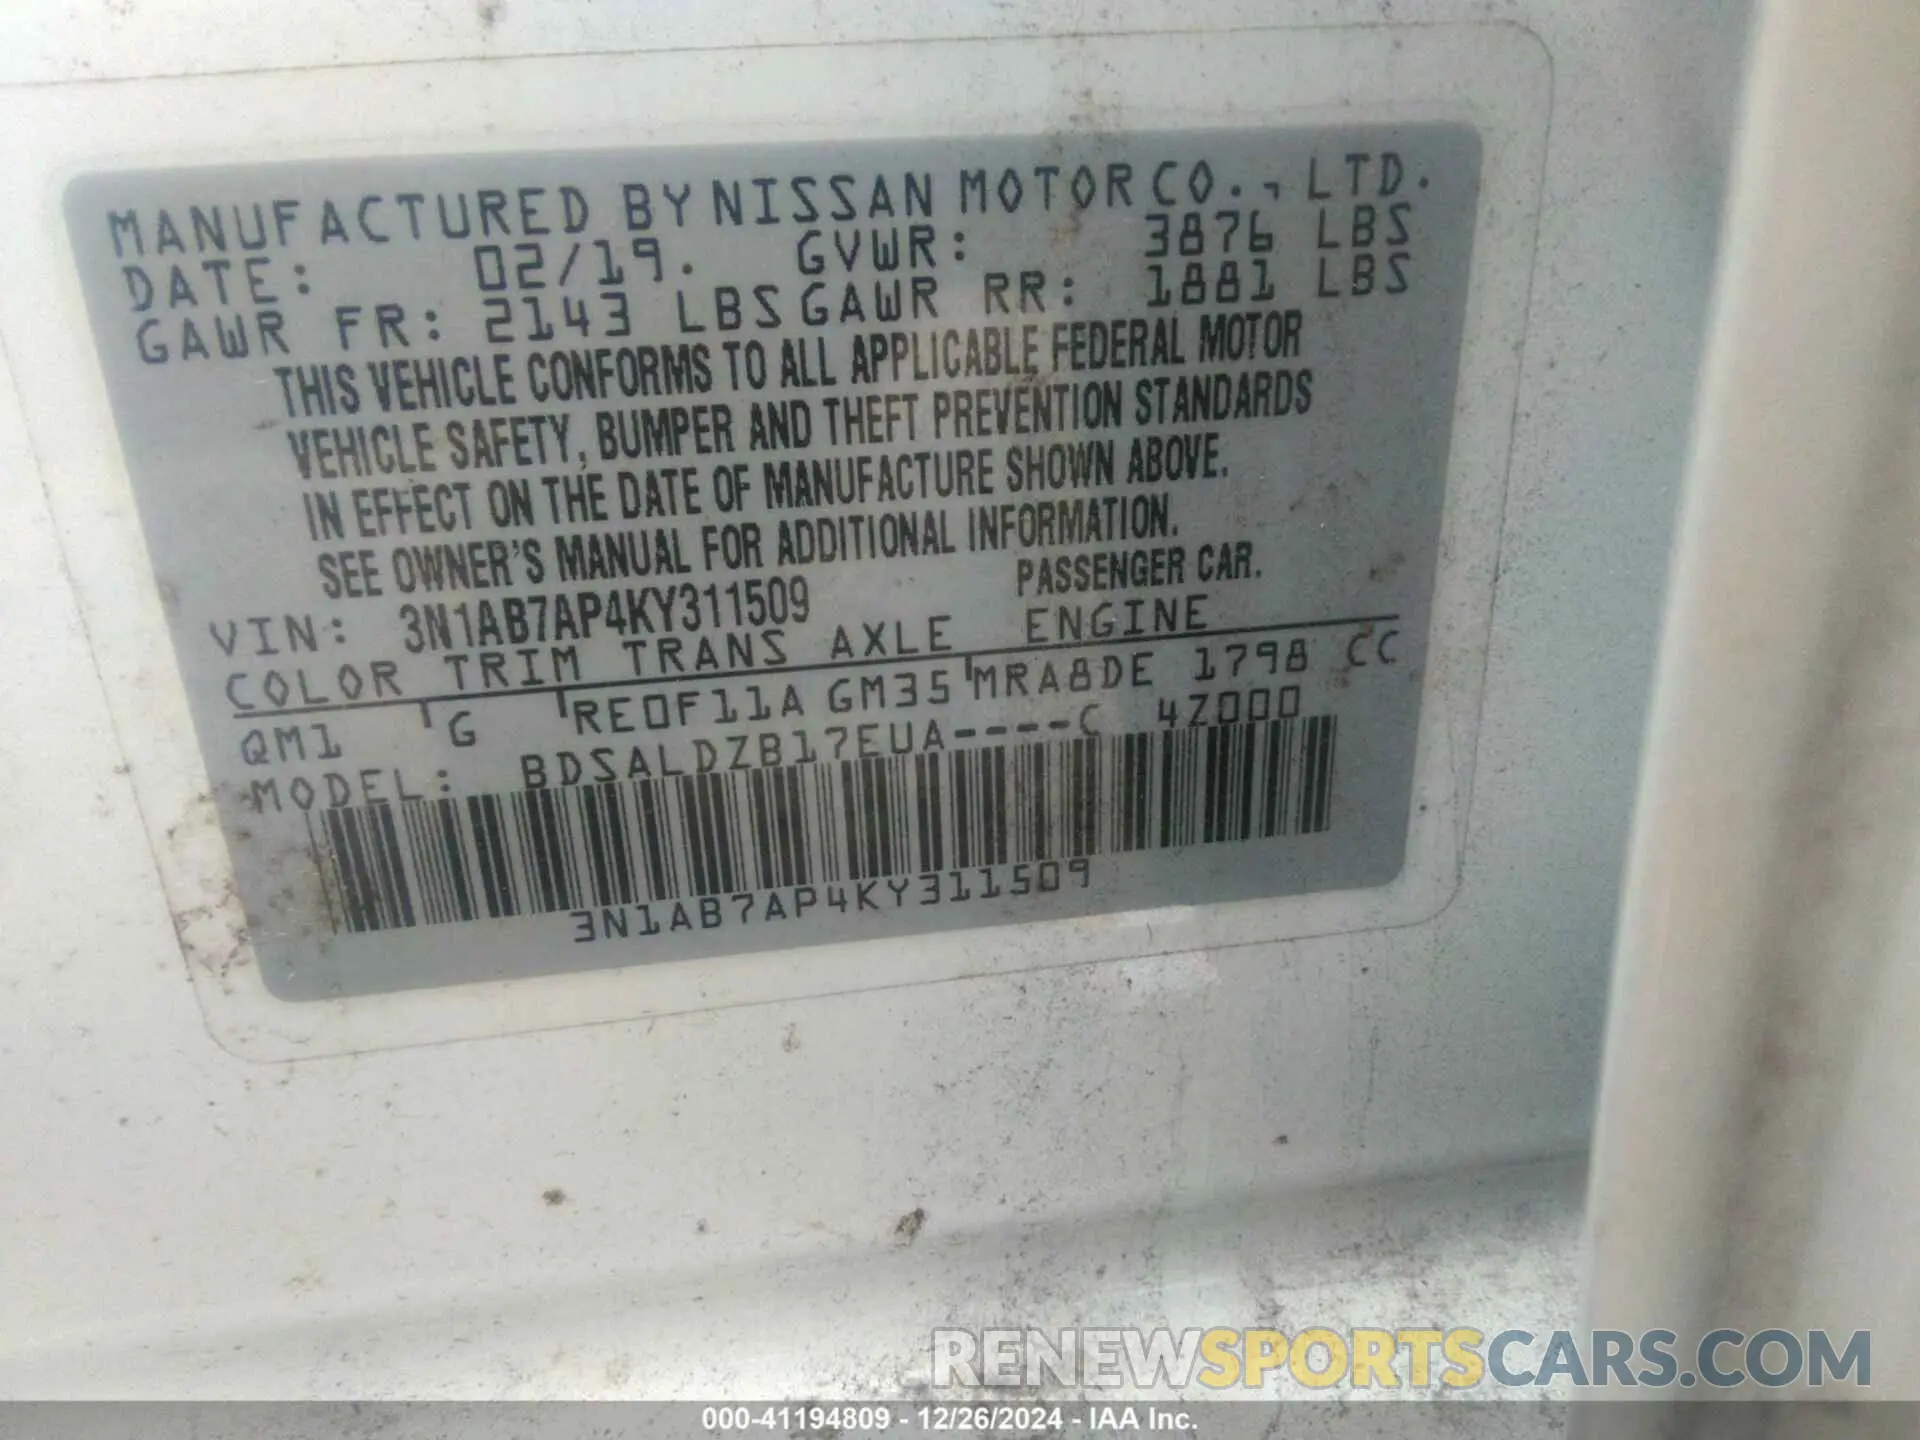 MANUFACTURED BY NISSAN MOTOR CO., LTD.
DATE: 02/19. GVWR: 3876 LBS
GAWR FR: 2143 LBS GAWR RR: 1881 LBS
THIS VEHICLE CONFORMS TO ALL APPLICABLE FEDERAL MOTOR
VEHICLE SAFETY, BUMPER AND THEFT PREVENTION STANDARDS
IN EFFECT ON THE DATE OF MANUFACTURE SHOWN ABOVE.
SEE OWNER'S MANUAL FOR ADDITIONAL INFORMATION.
VIN: 3N1AB7AP4KY311509 PASSENGER CAR.
COLOR TRIM TRANS AXLE ENGINE
QM1 G RE0F11A GM35 MRA8DE 1798 CC
MODEL: BDSALDZB17EUA----C 4Z000
3N1AB7AP4KY311509
RENEWSPORTSCARS.COM
000-41194809 - 12/26/2024 - IAA Inc.